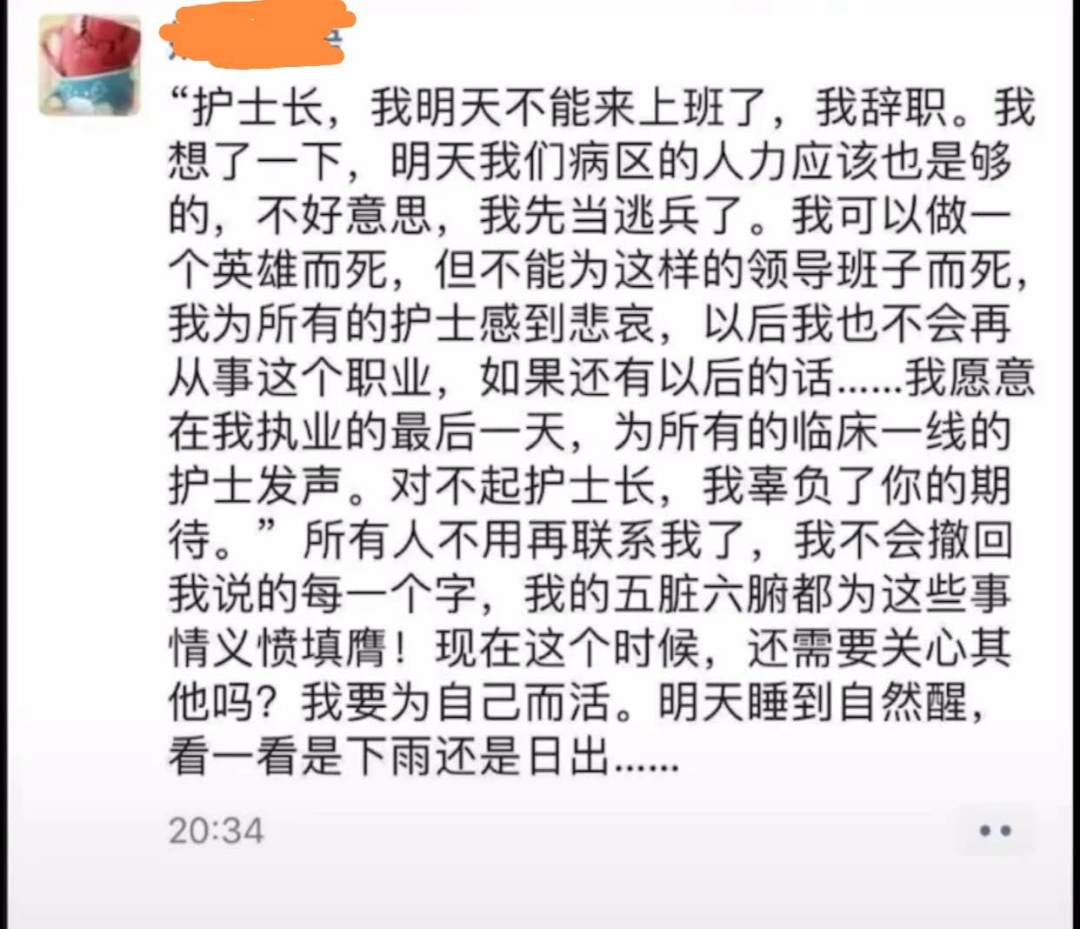 “护士长，我明天不能来上班了，我辞职。我
想了一下，明天我们病区的人力应该也是够
的，不好意思，我先当逃兵了。我可以做一
个英雄而死，但不能为这样的领导班子而死，
我为所有的护士感到悲哀，以后我也不会再
从事这个职业，如果还有以后的话......我愿意
在我执业的最后一天，为所有的临床一线的
护士发声。对不起护士长，我辜负了你的期
待。” 所有人不用再联系我了，我不会撤回
我说的每一个字，我的五脏六腑都为这些事
情义愤填膺！现在这个时候，还需要关心其
他吗？我要为自己而活。明天睡到自然醒，
看一看是下雨还是日出......
20:34